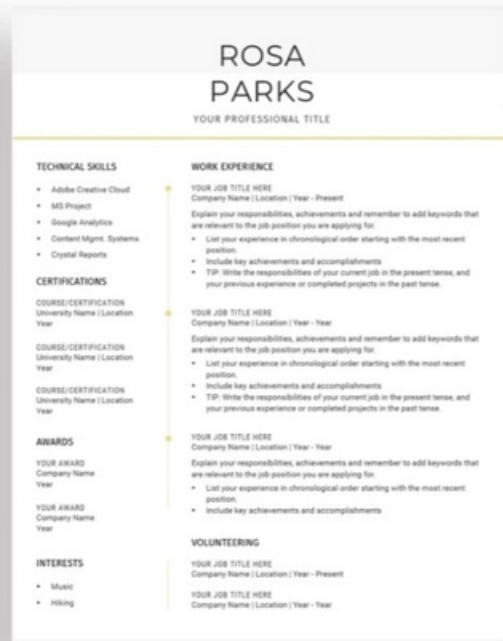 ROSA
PARKS
YOUR PROFESSIONAL TITLE
TECHNICAL SKILLS
• Adobe Creative Cloud
• MS Project
• Google Analytics
• Content Mgmt. Systems
• Crystal Reports
CERTIFICATIONS
COURSE/CERTIFICATION
University Name | Location
Year
COURSE/CERTIFICATION
University Name | Location
Year
COURSE/CERTIFICATION
University Name | Location
Year
AWARDS
YOUR AWARD
Company Name
Year
YOUR AWARD
Company Name
Year
INTERESTS
• Music
• Hiking
WORK EXPERIENCE
YOUR JOB TITLE HERE
Company Name | Location | Year - Present
Explain your responsibilities, achievements and remember to add keywords that
are relevant to the job position you are applying for.
• List your experience in chronological order starting with the most recent
position.
• Include key achievements and accomplishments
• TIP: Write the responsibilities of your current job in the present tense, and
your previous experience or completed projects in the past tense.
YOUR JOB TITLE HERE
Company Name | Location | Year - Year
Explain your responsibilities, achievements and remember to add keywords that
are relevant to the job position you are applying for.
• List your experience in chronological order starting with the most recent
position.
• Include key achievements and accomplishments
• TIP: Write the responsibilities of your current job in the present tense, and
your previous experience or completed projects in the past tense.
YOUR JOB TITLE HERE
Company Name | Location | Year - Year
Explain your responsibilities, achievements and remember to add keywords that
are relevant to the job position you are applying for.
• List your experience in chronological order starting with the most recent
position.
• Include key achievements and accomplishments
VOLUNTEERING
YOUR JOB TITLE HERE
Company Name | Location | Year - Present
YOUR JOB TITLE HERE
Company Name | Location | Year - Year